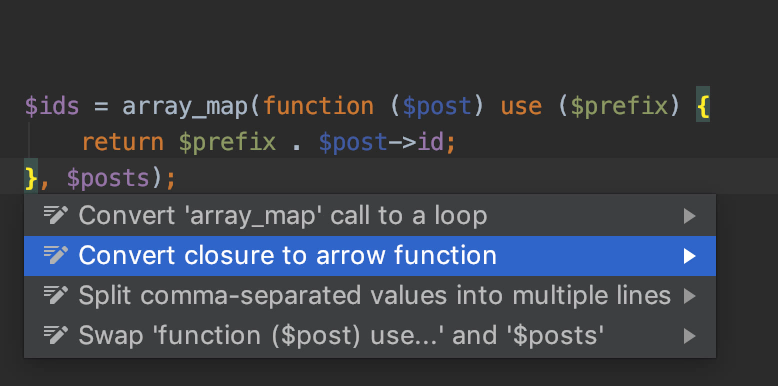 $ids = array_map(function ($post) use ($prefix) {
    return $prefix . $post->id;
}, $posts);
Convert 'array_map' call to a loop
Convert closure to arrow function
Split comma-separated values into multiple lines
Swap 'function ($post) use...' and '$posts'